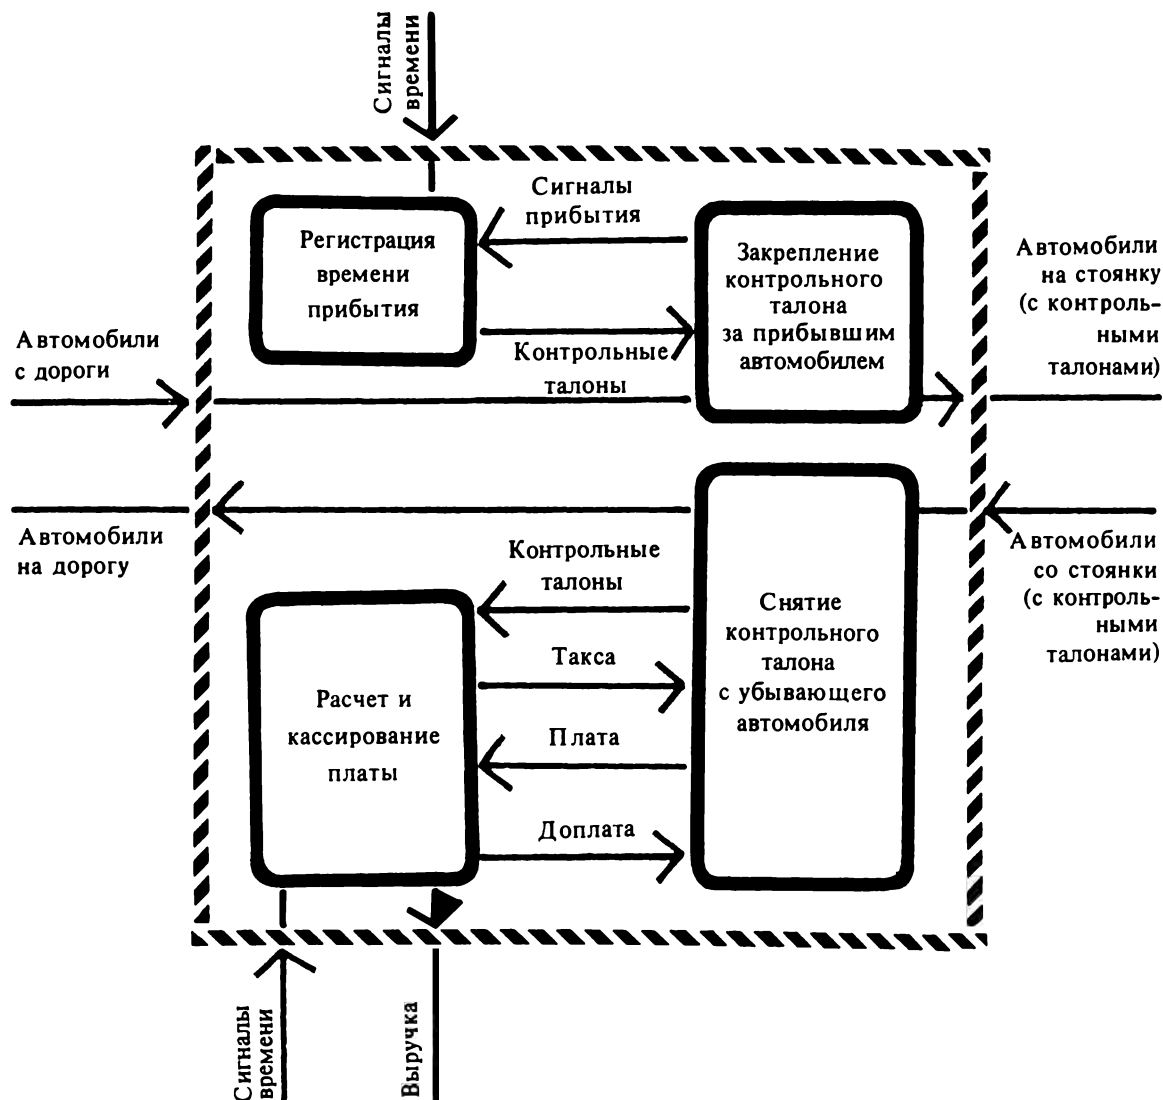 Сигналы
времени
Сигналы
прибытия
Регистрация
времени
прибытия
Закрепление
контрольного
талона
за прибывшим
автомобилем
Автомобили
на стоянку
(с контроль-
ными
талонами)
Автомобили
с дороги
Контрольные
талоны
Автомобили
на дорогу
Автомобили
со стоянки
(с контроль-
ными
талонами)
Контрольные
талоны
Такса
Плата
Доплата
Расчет и
кассирование
платы
Снятие
контрольного
талона
с убывающего
автомобиля
Сигналы
времени
Выручка